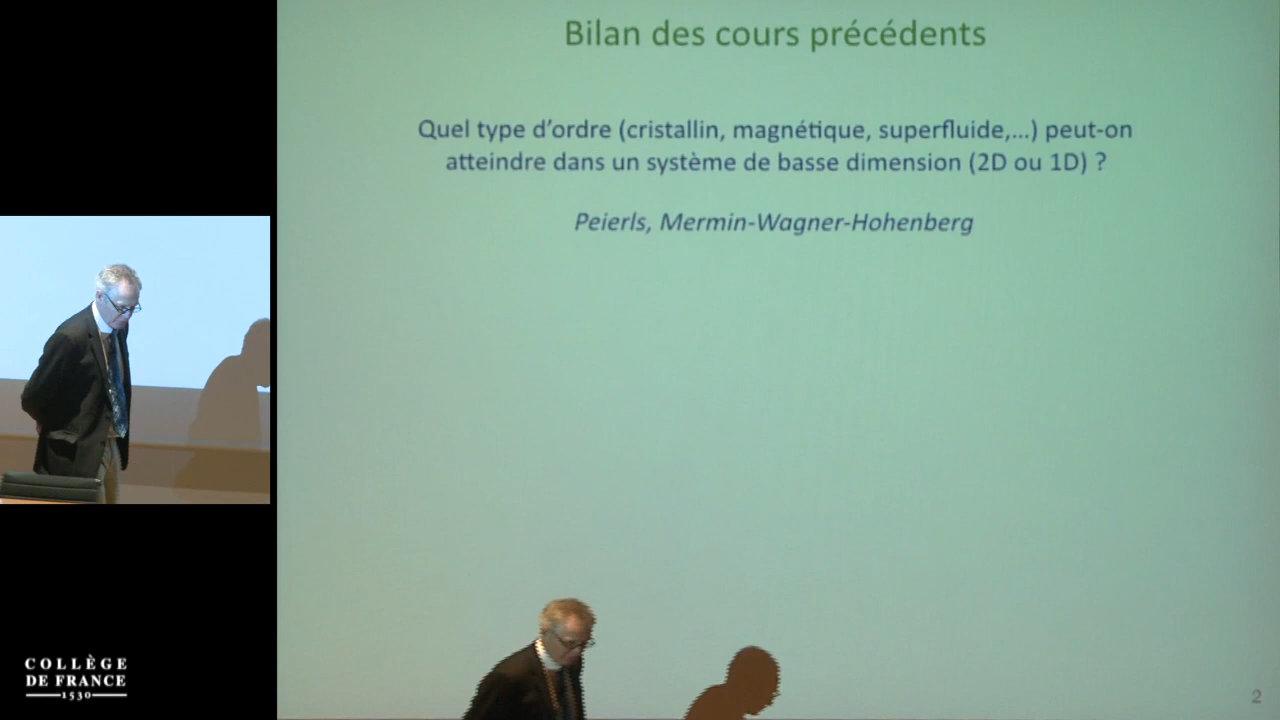 Bilan des cours précédents
Quel type d'ordre (cristallin, magnétique, superfluide,...) peut-on
atteindre dans un système de basse dimension (2D ou 1D) ?
Peierls, Mermin-Wagner-Hohenberg
COLLÈGE
DE FRANCE
1530
2